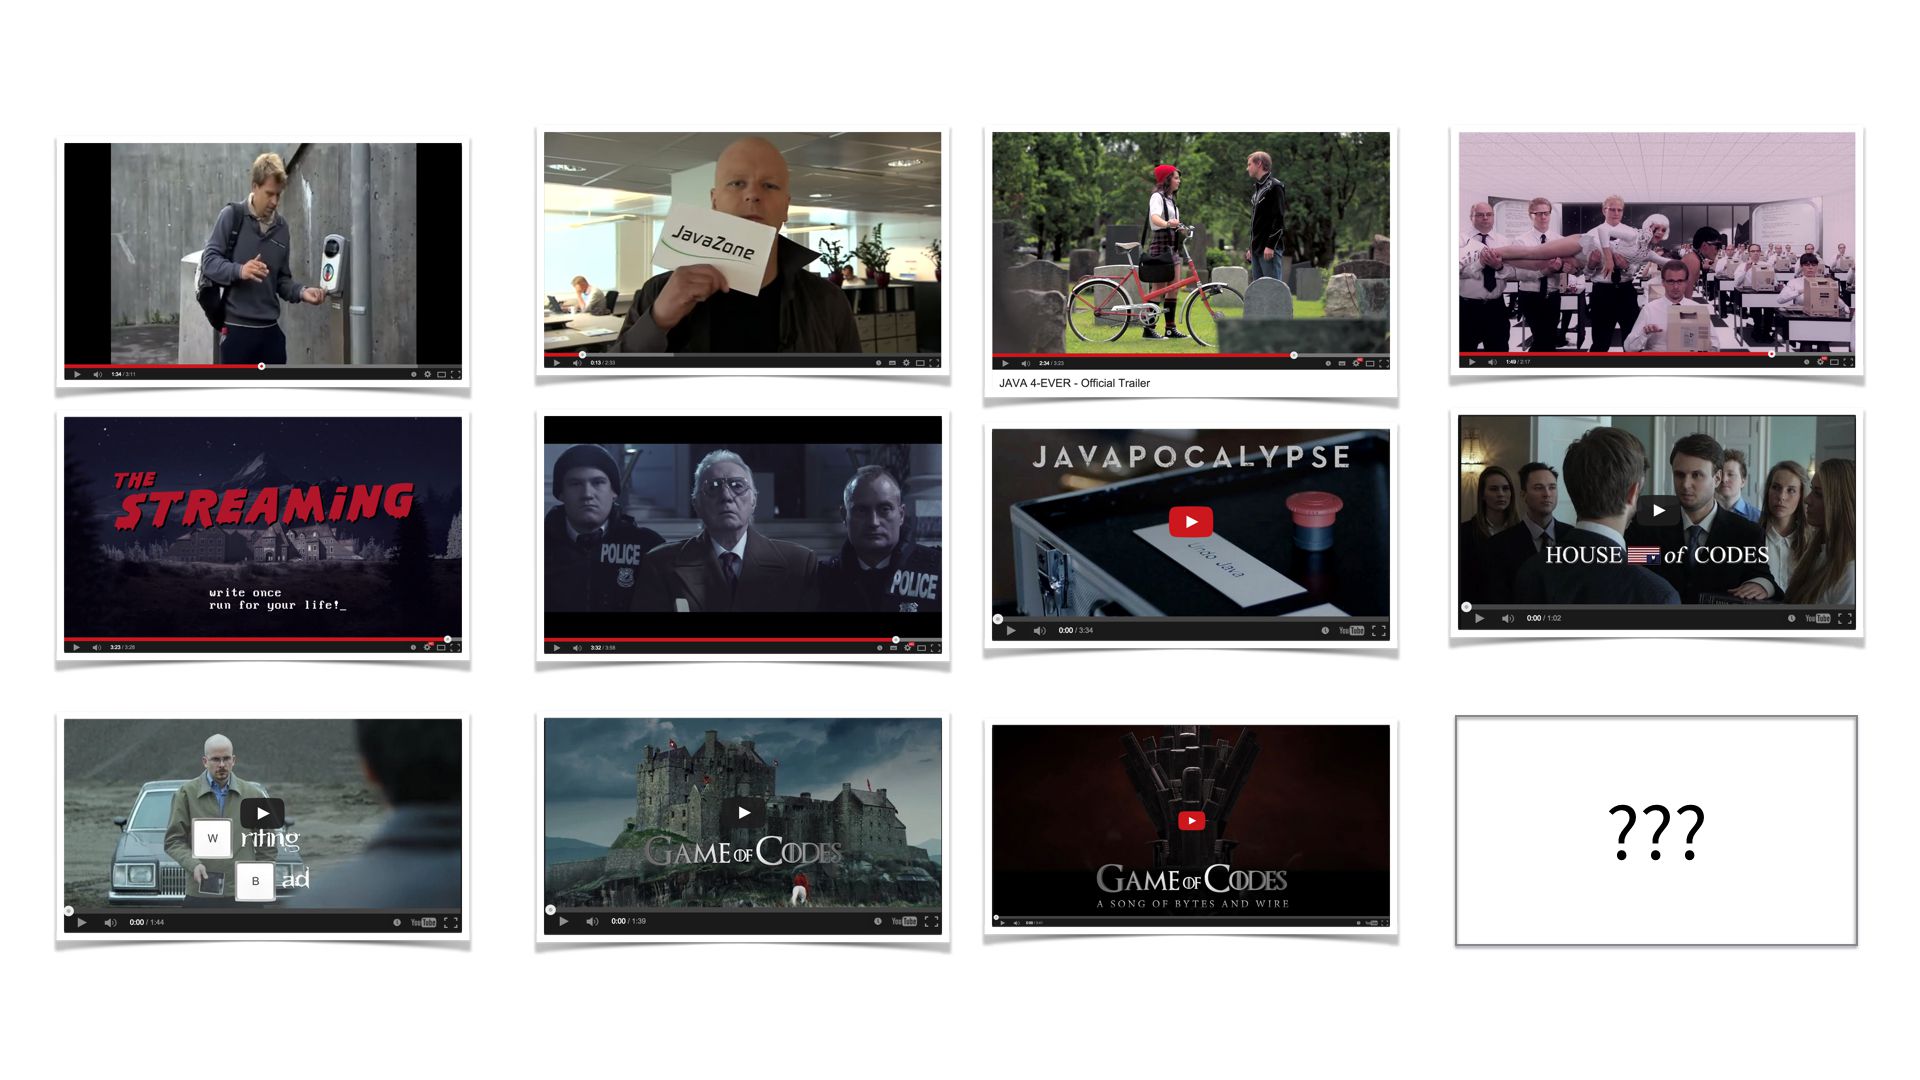 1:34 / 3:11
JavaZone
0:13 / 2:33
2:34 / 3:23
JAVA 4-EVER - Official Trailer
1:49 / 2:17
THE
STREAMiNG
write once
run for your life!_
3:23 / 3:26
POLICE
POLICE
3:32 / 3:58
JAVAPOCALYPSE
Undo Java
0:00 / 3:34
YouTube
HOUSE of CODES
0:00 / 1:02
YouTube
W riting
B ad
0:00 / 1:44
YouTube
GAME OF CODES
0:00 / 1:39
YouTube
GAME OF CODES
A SONG OF BYTES AND WIRE
YouTube
???